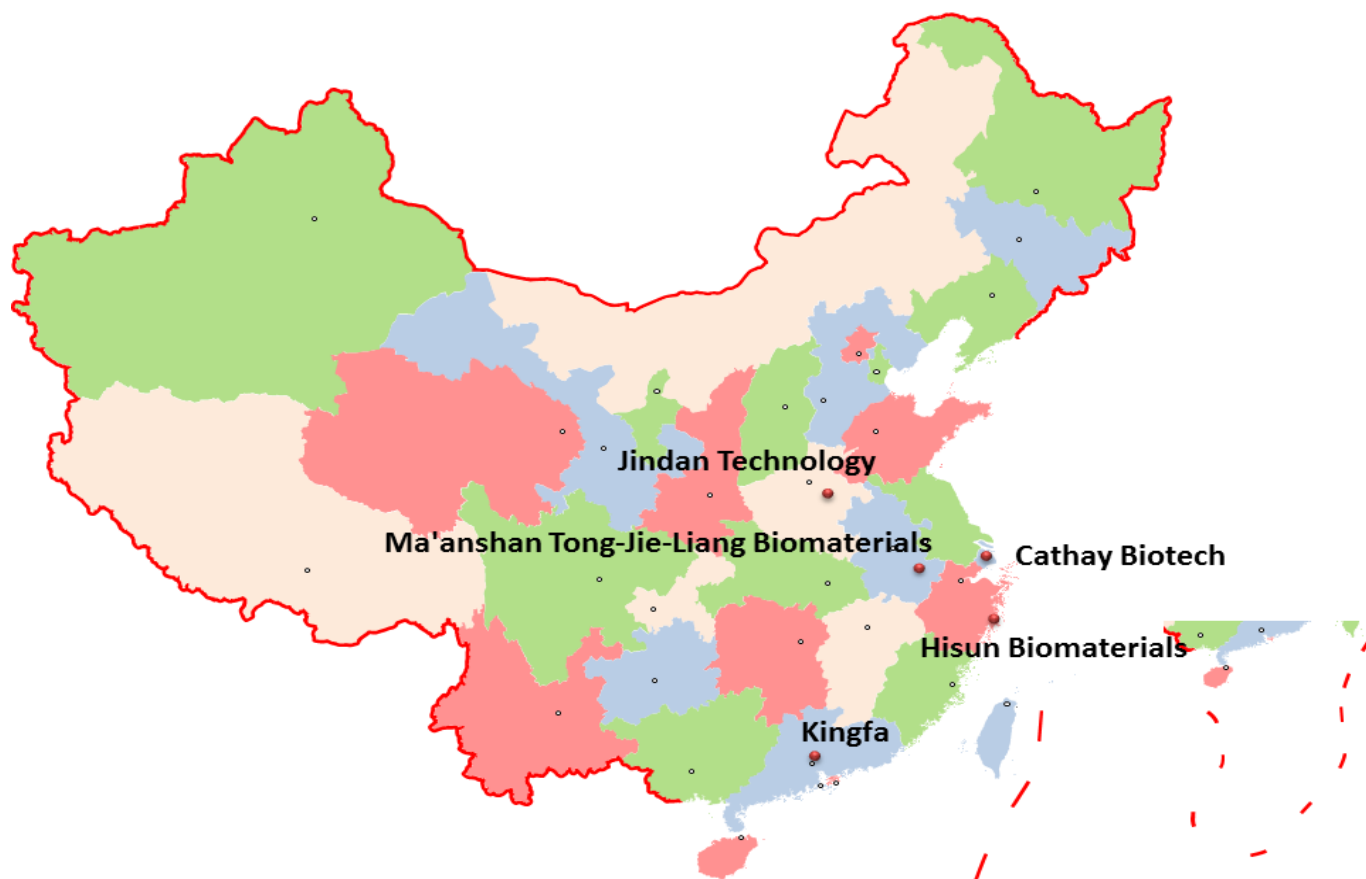 Jindan Technology
Ma'anshan Tong-Jie-Liang Biomaterials
Cathay Biotech
Hisun Biomaterials
Kingfa